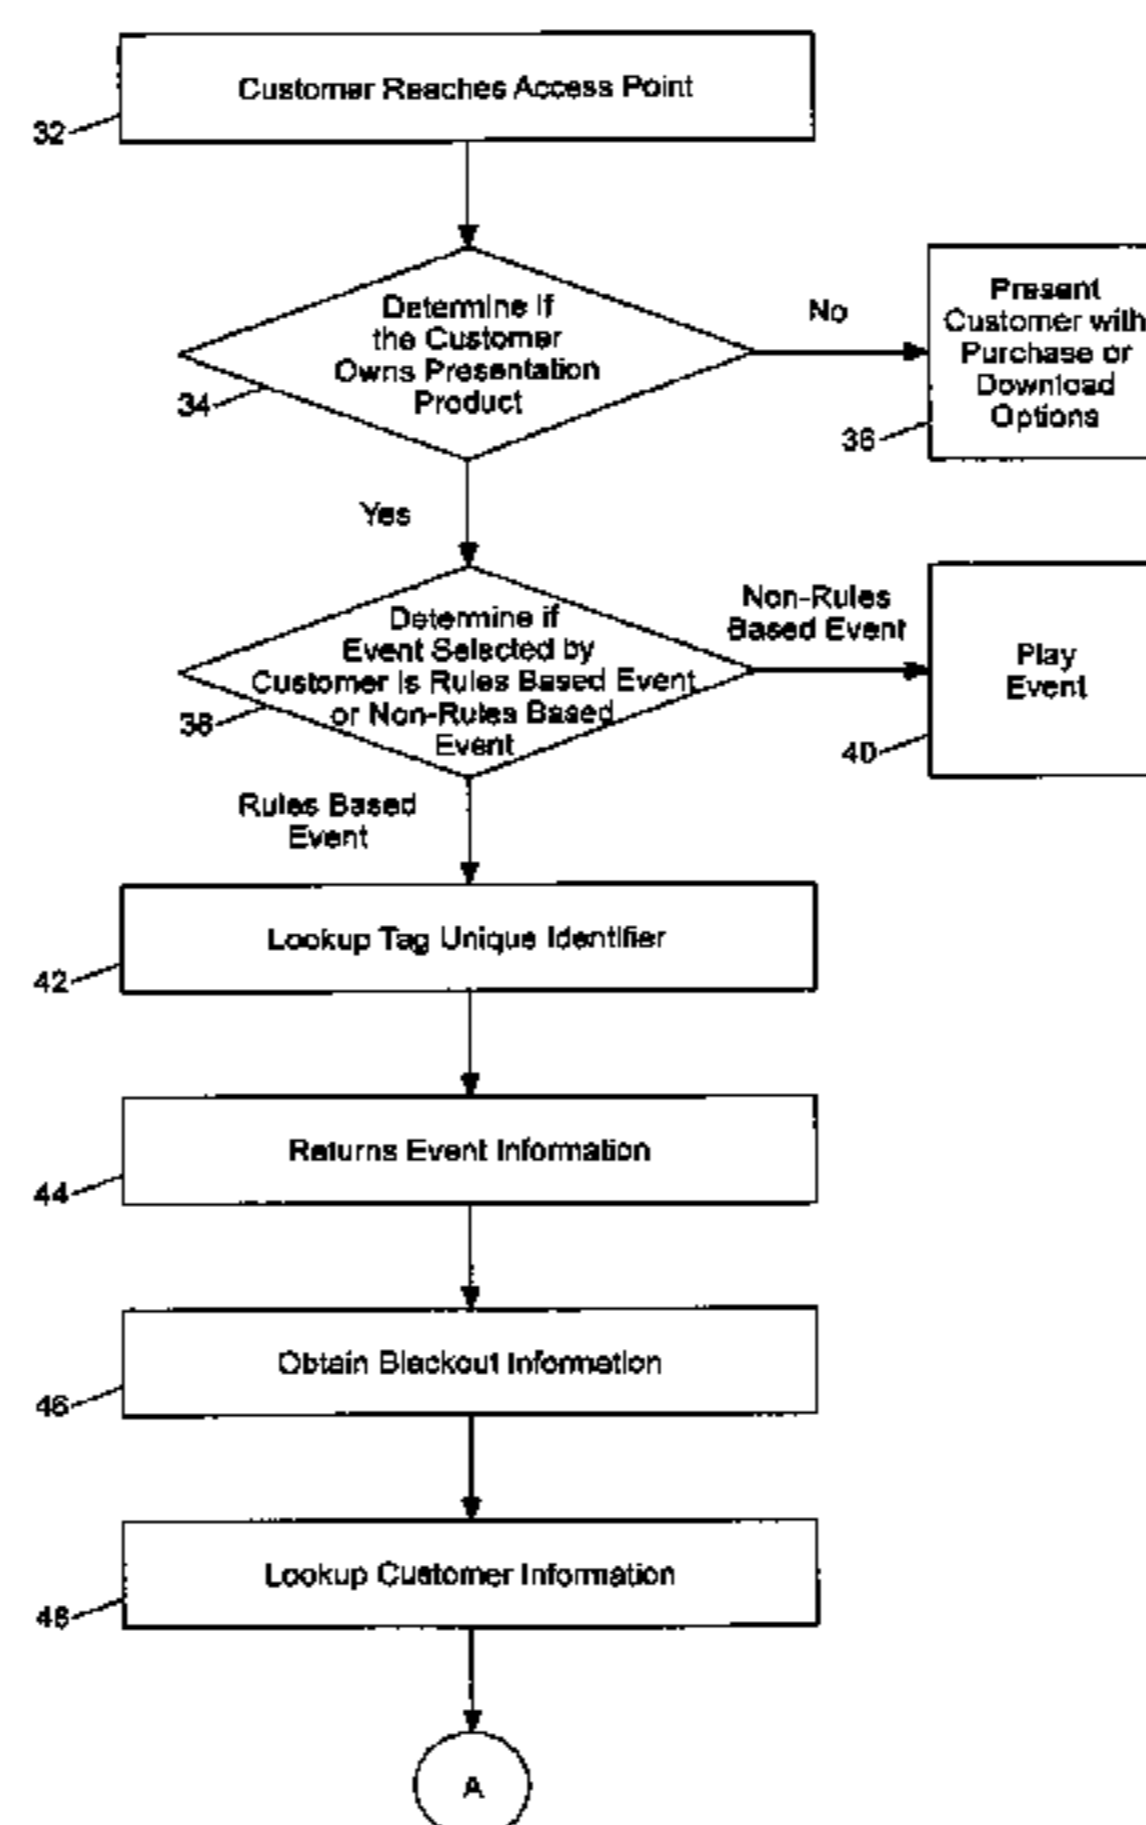 Customer Reaches Access Point
32
Determine if
the Customer
Owns Presentation
Product
34
No
Present
Customer with
Purchase or
Download
Options
36
Yes
Determine if
Event Selected by
Customer is Rules Based Event
or Non-Rules Based
Event
38
Non-Rules
Based Event
Play
Event
40
Rules Based
Event
Lookup Tag Unique Identifier
42
Returns Event Information
44
Obtain Blackout Information
46
Lookup Customer Information
48
A